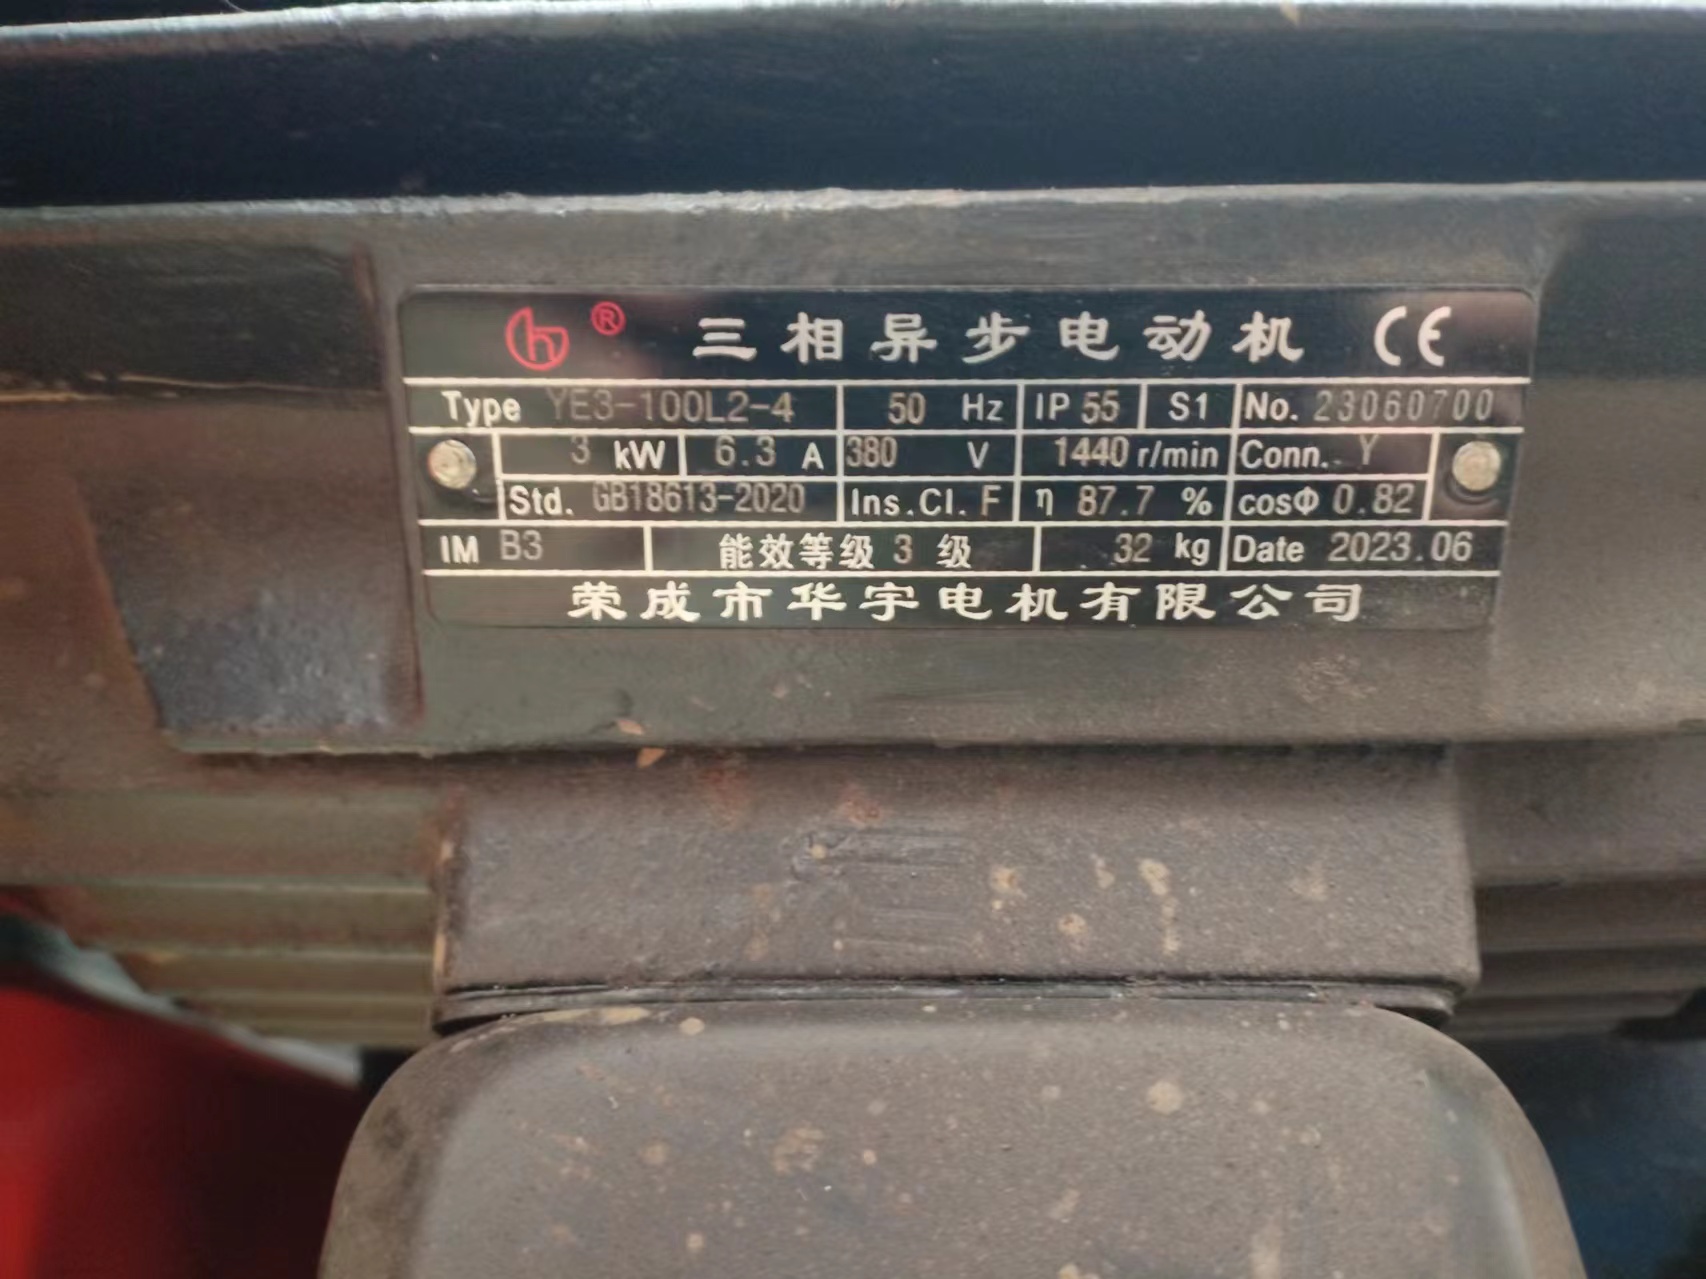 h ® 三相异步电动机 CE
Type YE3-100L2-4 50 Hz IP 55 S1 No. 23060700
3 kW 6.3 A 380 V 1440 r/min Conn. Y
Std. GB18613-2020 Ins.Cl. F η 87.7 % cosΦ 0.82
IM B3 能效等级 3 级 32 kg Date 2023.06
荣成市华宇电机有限公司